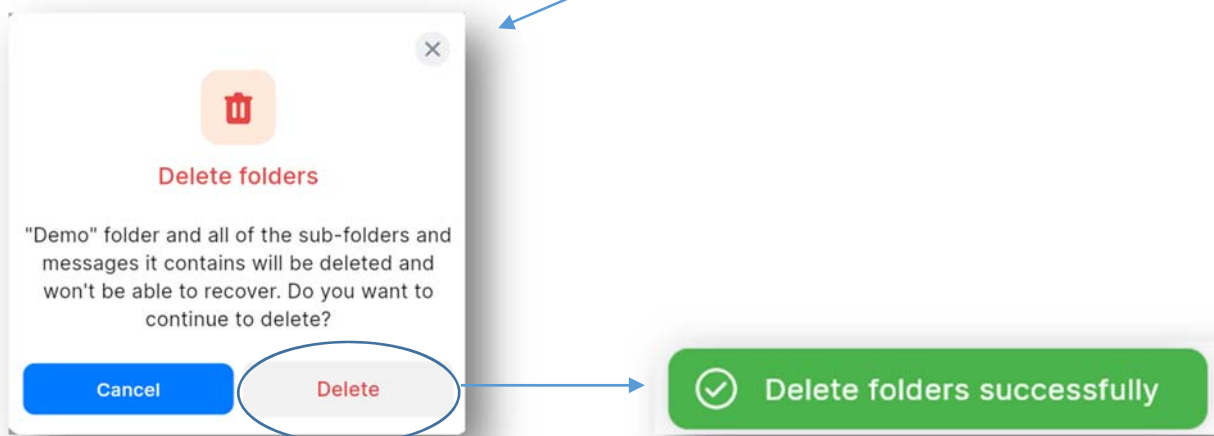 Delete folders
"Demo" folder and all of the sub-folders and
messages it contains will be deleted and
won't be able to recover. Do you want to
continue to delete?
Cancel
Delete
Delete folders successfully